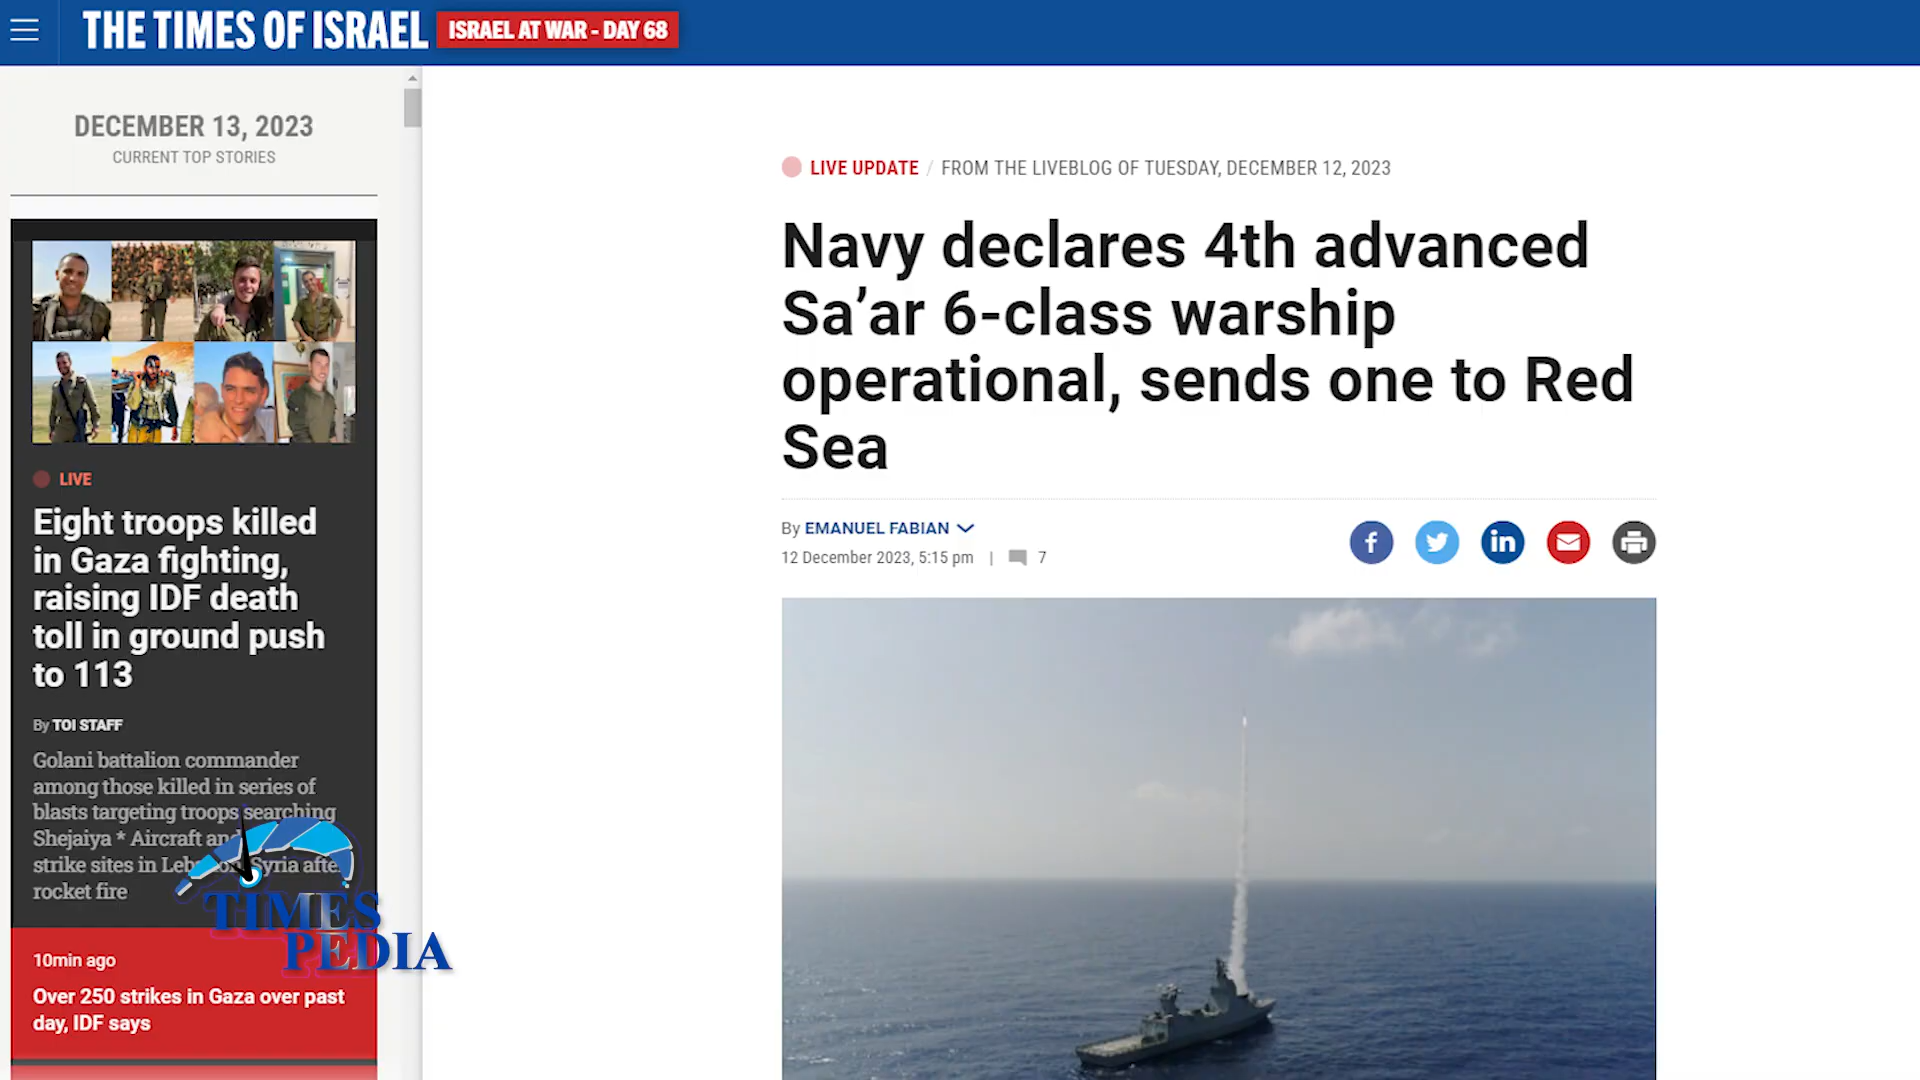 THE TIMES OF ISRAEL
ISRAEL AT WAR - DAY 68
DECEMBER 13, 2023
CURRENT TOP STORIES
LIVE
Eight troops killed
in Gaza fighting,
raising IDF death
toll in ground push
to 113
By TOI STAFF
Golani battalion commander
among those killed in series of
blasts targeting troops searching
Shejaiya * Aircraft and
strike sites in Syria after
rocket fire
TIMES
PEDIA
10min ago
Over 250 strikes in Gaza over past
day, IDF says
LIVE UPDATE / FROM THE LIVEBLOG OF TUESDAY, DECEMBER 12, 2023
Navy declares 4th advanced
Sa’ar 6-class warship
operational, sends one to Red
Sea
By EMANUEL FABIAN
12 December 2023, 5:15 pm | 7